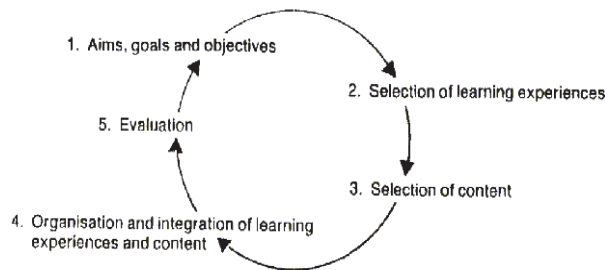 1. Aims, goals and objectives
2. Selection of learning experiences
5. Evaluation
3. Selection of content
4. Organisation and integration of learning
experiences and content